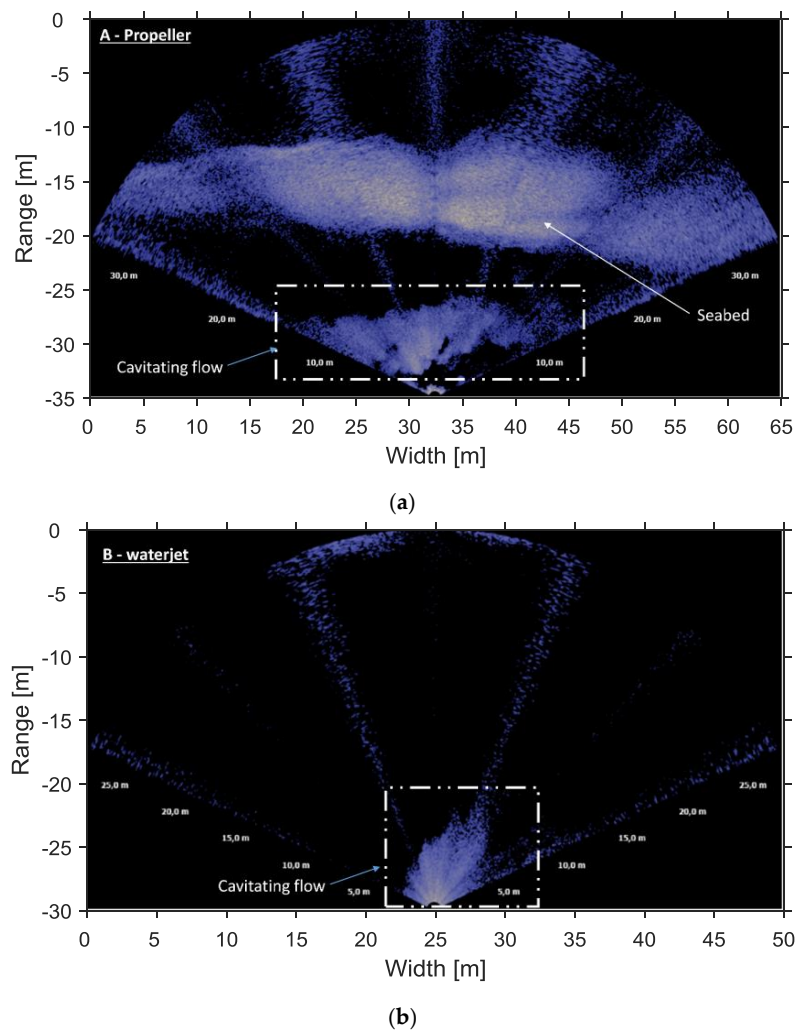 A - Propeller
0
-5
-10
-15
-20
-25
-30
-35
Range [m]
30,0 m
30,0 m
20,0 m
20,0 m
10,0 m
10,0 m
Seabed
Cavitating flow
0 5 10 15 20 25 30 35 40 45 50 55 60 65
Width [m]
(a)
B - waterjet
0
-5
-10
-15
-20
-25
-30
Range [m]
25,0 m
25,0 m
20,0 m
20,0 m
15,0 m
15,0 m
10,0 m
10,0 m
5,0 m
5,0 m
Cavitating flow
0 5 10 15 20 25 30 35 40 45 50
Width [m]
(b)